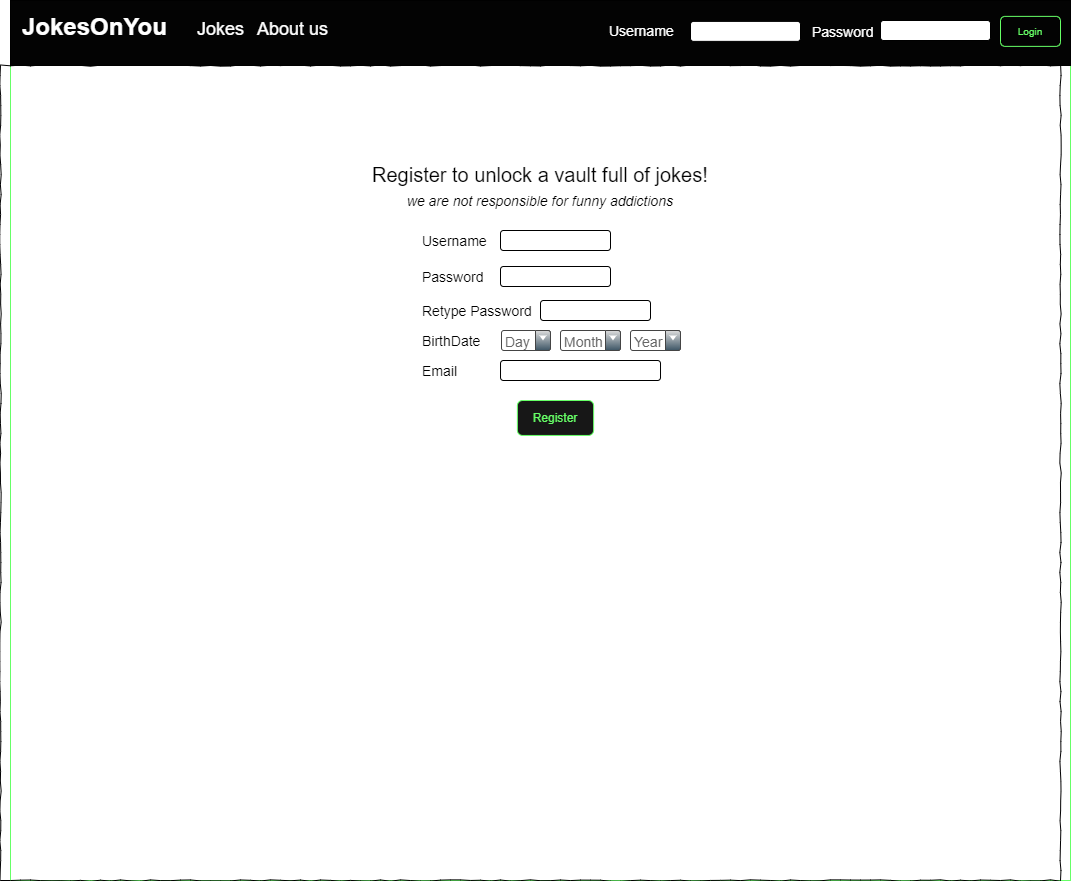 JokesOnYou Jokes About us Username Password Login
Register to unlock a vault full of jokes!
we are not responsible for funny addictions
Username
Password
Retype Password
BirthDate Day Month Year
Email
Register